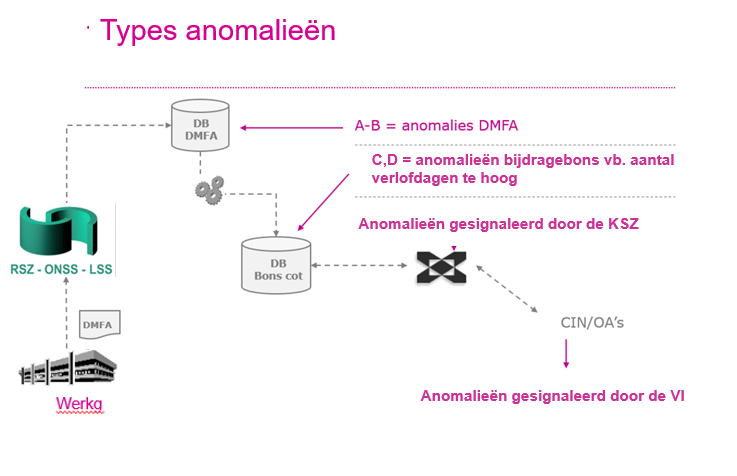 Types anomalieën
DB
DMFA
A-B = anomalies DMFA
C,D = anomalieën bijdragebons vb. aantal
verlofdagen te hoog
Anomalieën gesignaleerd door de KSZ
RSZ - ONSS - LSS
DB
Bons cot
DMFA
CIN/OA’s
Werkg
Anomalieën gesignaleerd door de VI